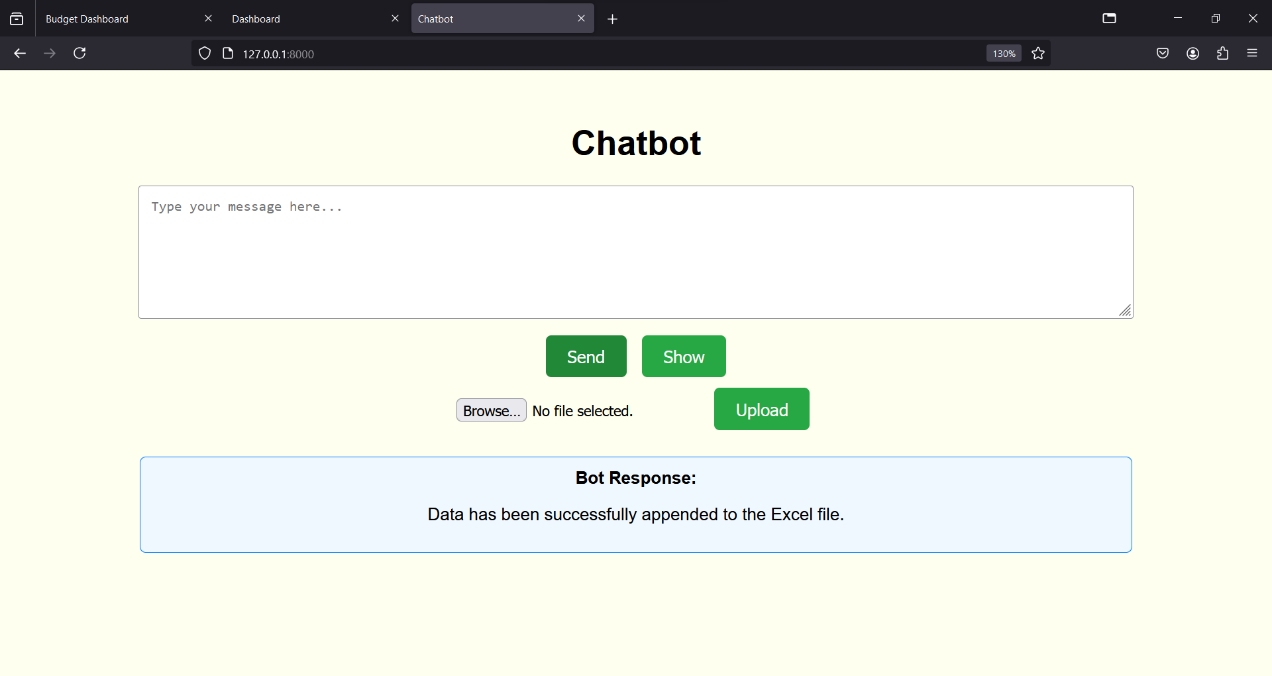 Budget Dashboard Dashboard Chatbot
127.0.0.1:8000 130%
Chatbot
Type your message here...
Send Show
Browse... No file selected. Upload
Bot Response:
Data has been successfully appended to the Excel file.